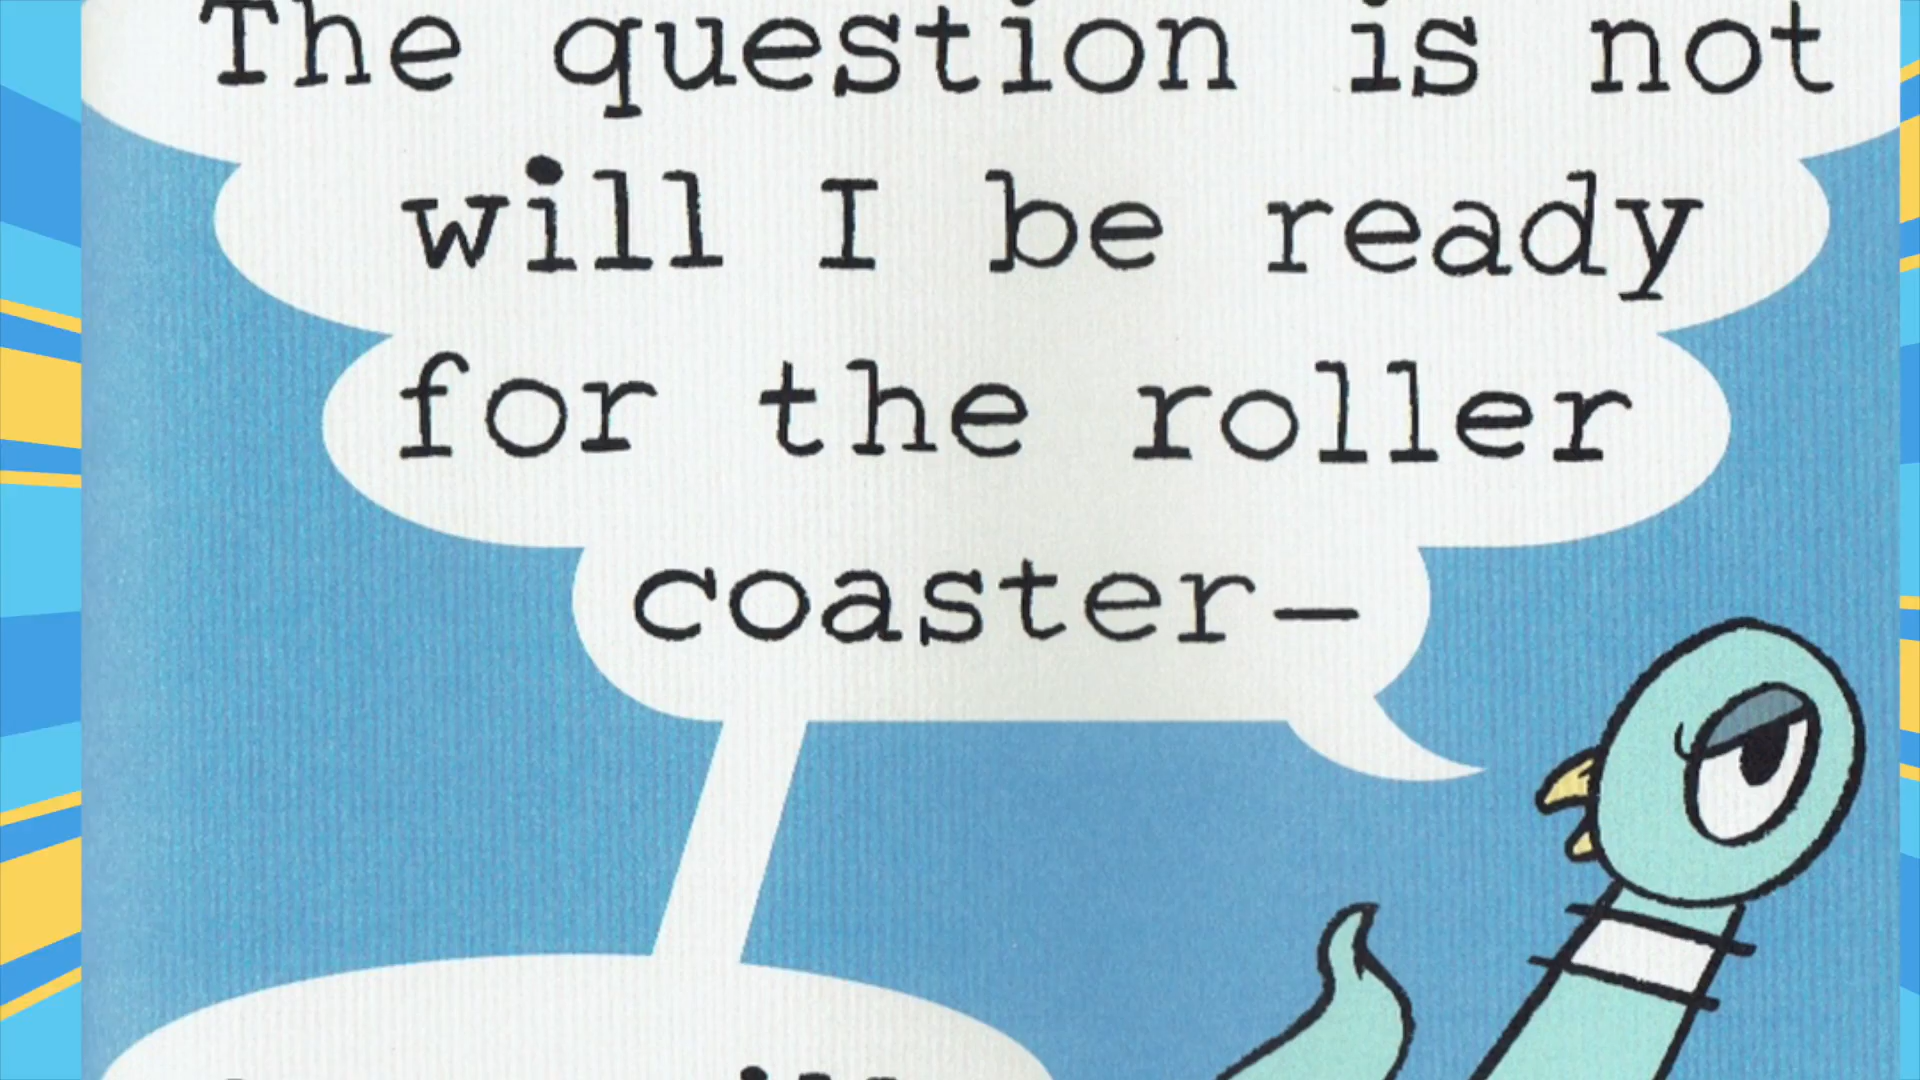 The question is not
will I be ready
for the roller
coaster—